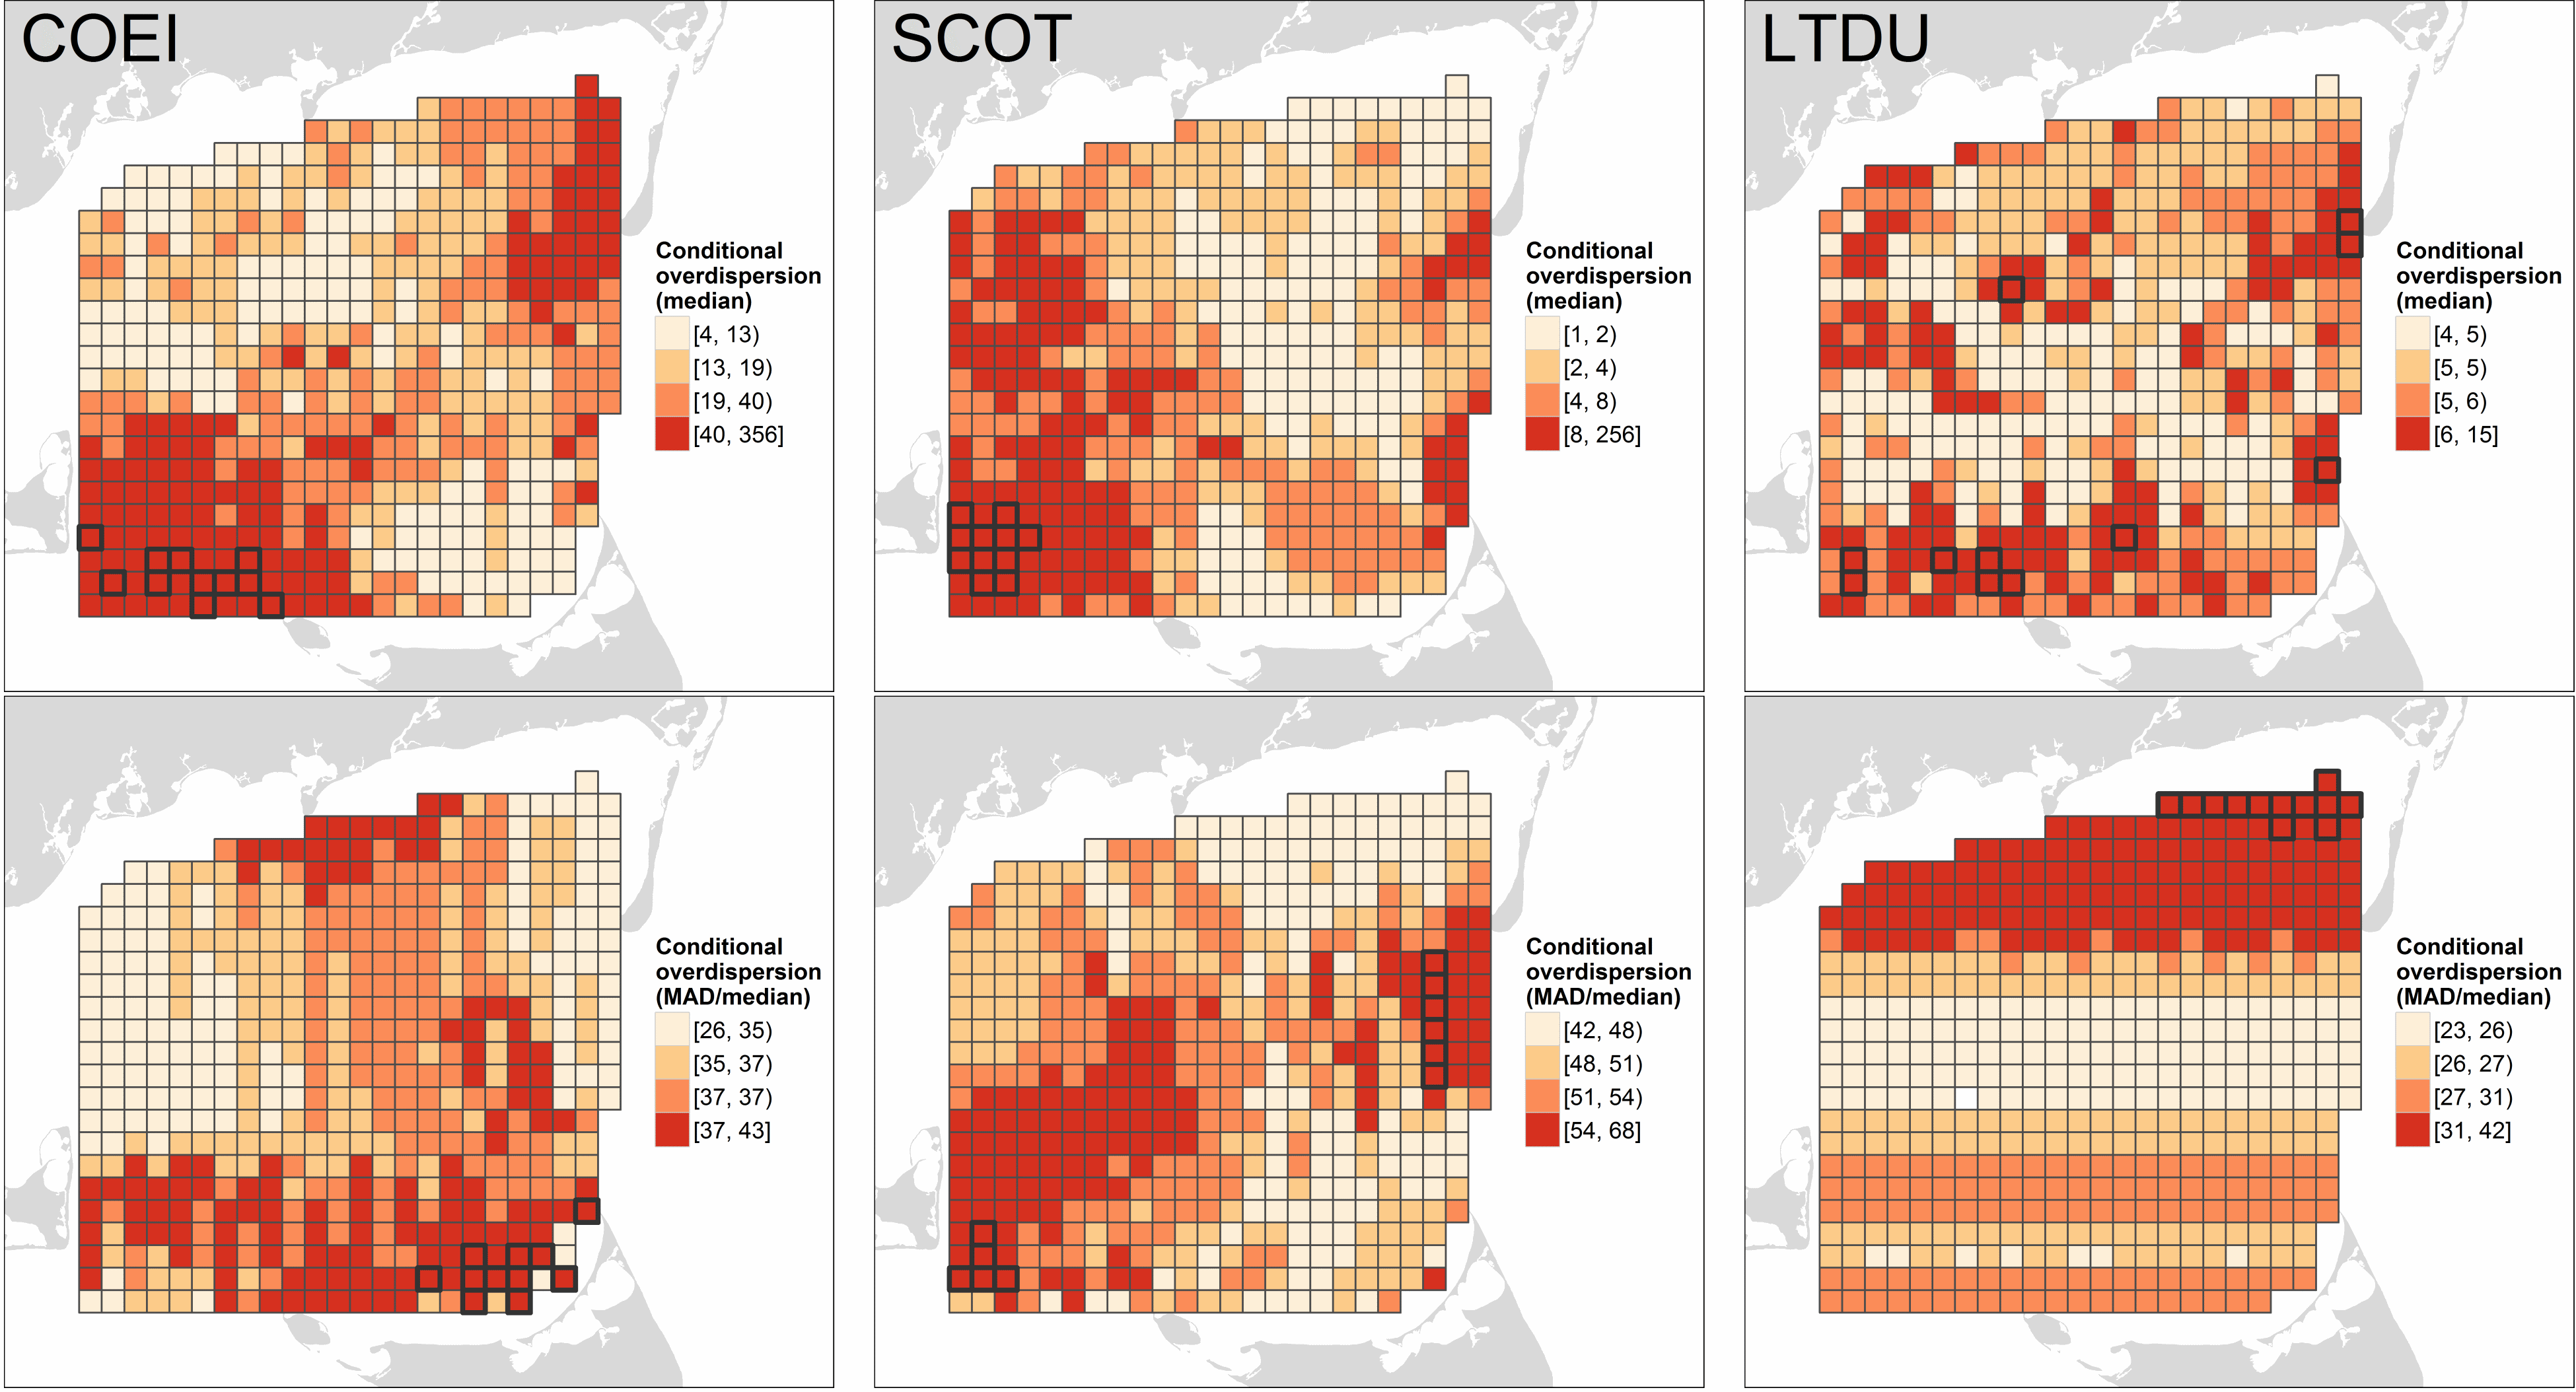 COEI
Conditional
overdispersion
(median)
[4, 13)
[13, 19)
[19, 40)
[40, 356]
SCOT
Conditional
overdispersion
(median)
[1, 2)
[2, 4)
[4, 8)
[8, 256]
LTDU
Conditional
overdispersion
(median)
[4, 5)
[5, 5)
[5, 6)
[6, 15]
Conditional
overdispersion
(MAD/median)
[26, 35)
[35, 37)
[37, 37)
[37, 43]
Conditional
overdispersion
(MAD/median)
[42, 48)
[48, 51)
[51, 54)
[54, 68]
Conditional
overdispersion
(MAD/median)
[23, 26)
[26, 27)
[27, 31)
[31, 42]